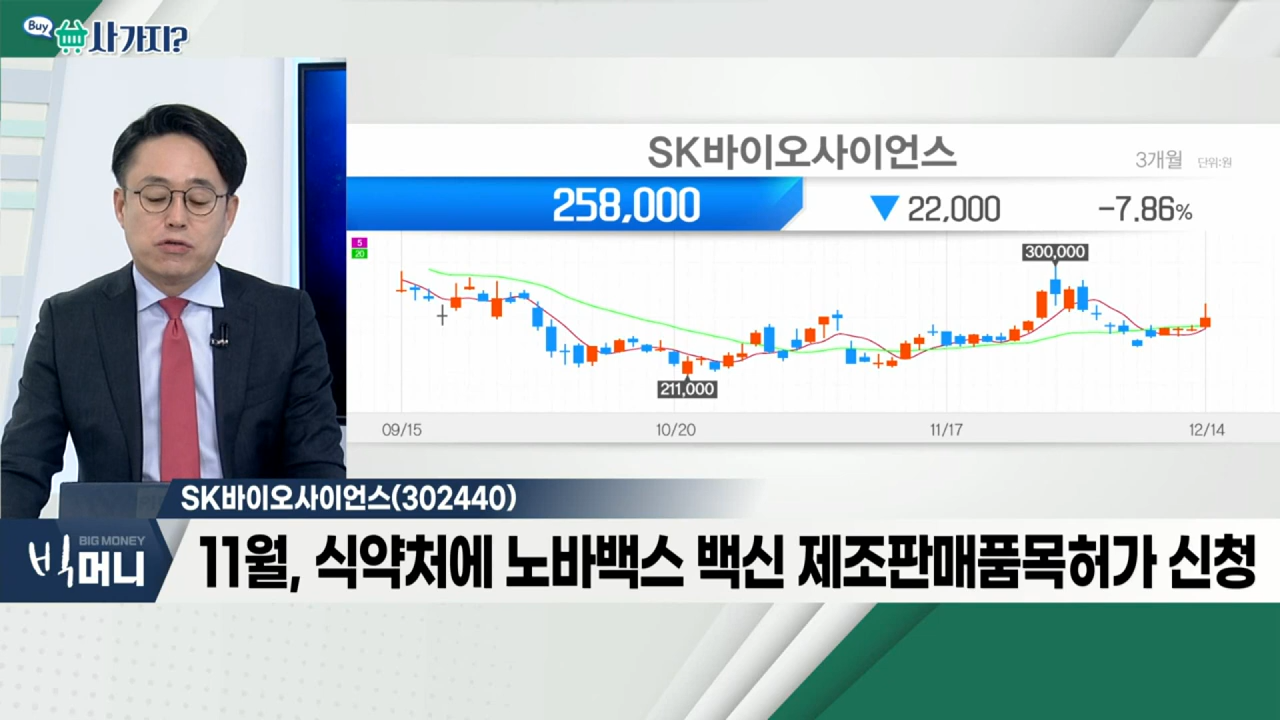 Buy
사가지?
SK바이오사이언스
3개월 단위:원
258,000 ▼ 22,000 -7.86%
5
20
300,000
211,000
09/15 10/20 11/17 12/14
SK바이오사이언스(302440)
BIG MONEY
빅머니
11월, 식약처에 노바백스 백신 제조판매품목허가 신청